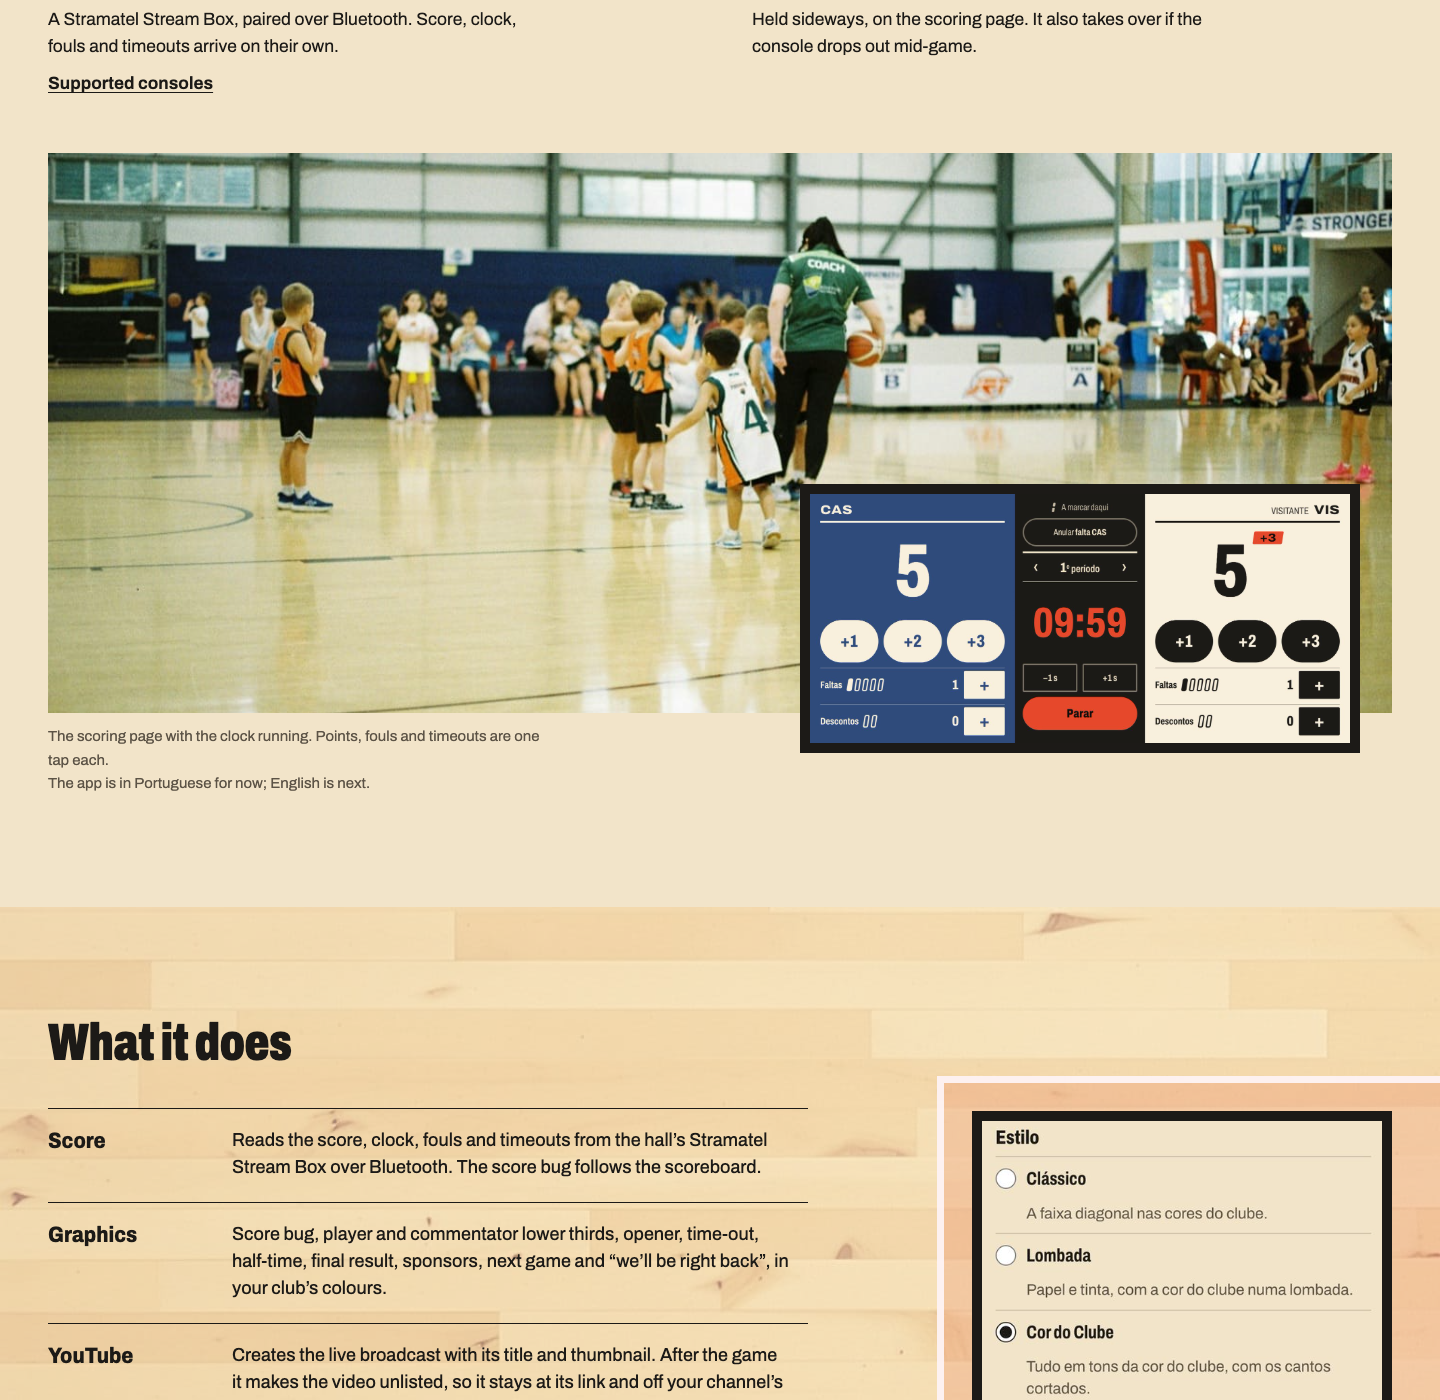 A Stramatel Stream Box, paired over Bluetooth. Score, clock,
fouls and timeouts arrive on their own.
Supported consoles
Held sideways, on the scoring page. It also takes over if the
console drops out mid-game.
STRONGER
COACH
B
A
4
CAS
5
+1 +2 +3
Faltas 1 +
Descontos 0 +
A marcar daqui
Anular falta CAS
‹ 1º período ›
09:59
−1 s +1 s
Parar
VISITANTE VIS
+3
5
+1 +2 +3
Faltas 1 +
Descontos 0 +
The scoring page with the clock running. Points, fouls and timeouts are one
tap each.
The app is in Portuguese for now; English is next.
What it does
Score
Reads the score, clock, fouls and timeouts from the hall’s Stramatel
Stream Box over Bluetooth. The score bug follows the scoreboard.
Graphics
Score bug, player and commentator lower thirds, opener, time-out,
half-time, final result, sponsors, next game and “we’ll be right back”, in
your club’s colours.
YouTube
Creates the live broadcast with its title and thumbnail. After the game
it makes the video unlisted, so it stays at its link and off your channel’s
Estilo
Clássico
A faixa diagonal nas cores do clube.
Lombada
Papel e tinta, com a cor do clube numa lombada.
Cor do Clube
Tudo em tons da cor do clube, com os cantos
cortados.